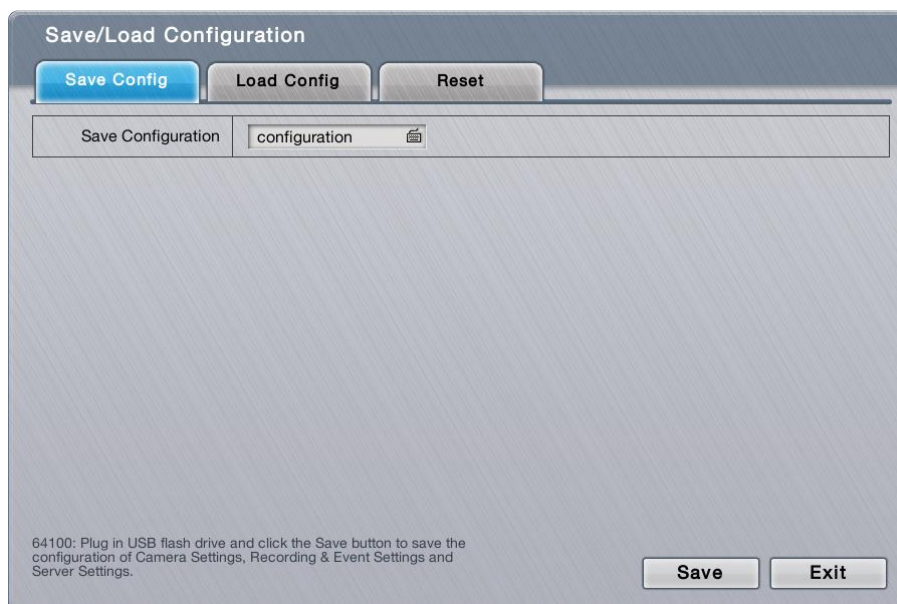 Save/Load Configuration
Save Config
Load Config
Reset
Save Configuration
configuration
64100: Plug in USB flash drive and click the Save button to save the
configuration of Camera Settings, Recording & Event Settings and
Server Settings.
Save
Exit